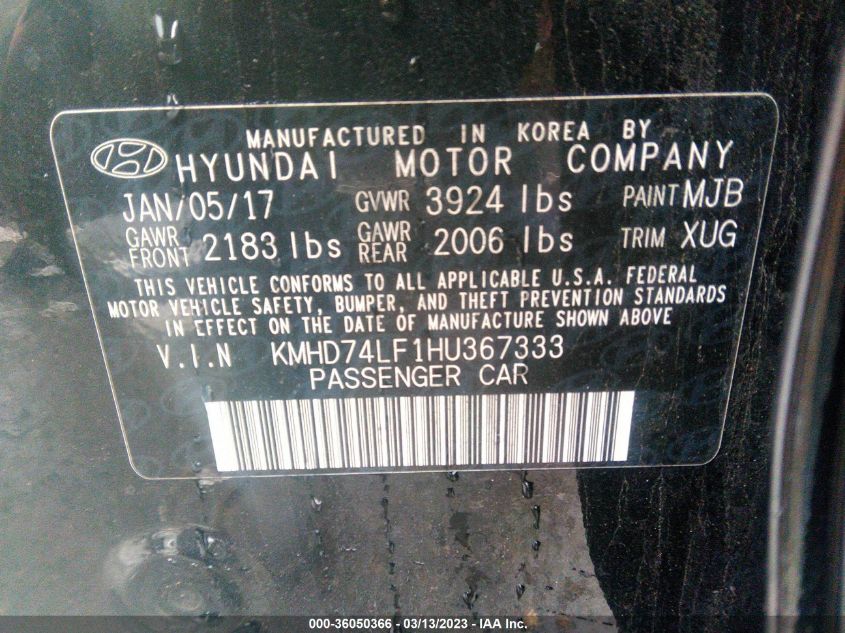 MANUFACTURED IN KOREA BY
HYUNDAI MOTOR COMPANY
JAN/05/17 GVWR 3924 lbs PAINT MJB
GAWR FRONT 2183 lbs GAWR REAR 2006 lbs TRIM XUG
THIS VEHICLE CONFORMS TO ALL APPLICABLE U.S.A. FEDERAL
MOTOR VEHICLE SAFETY, BUMPER, AND THEFT PREVENTION STANDARDS
IN EFFECT ON THE DATE OF MANUFACTURE SHOWN ABOVE
V.I.N KMHD74LF1HU367333
PASSENGER CAR
000-36050366 - 03/13/2023 - IAA Inc.